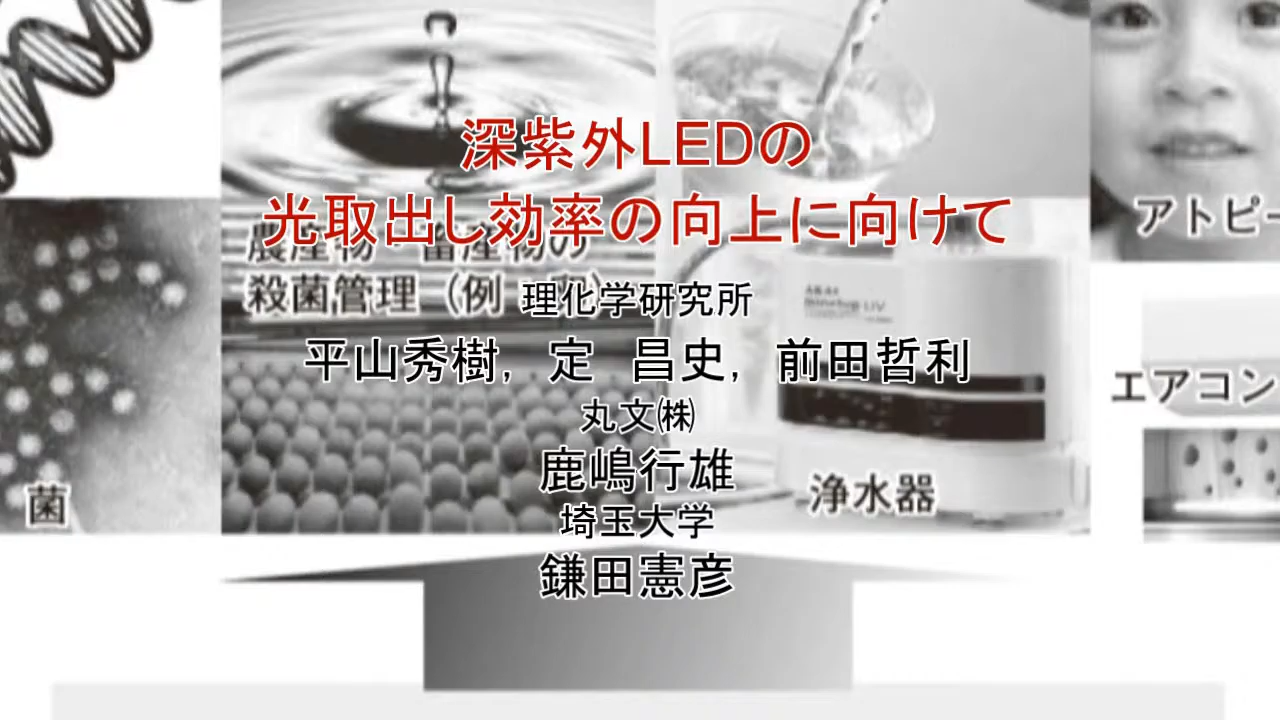 深紫外LEDの
光取出し効率の向上に向けて
理化学研究所
平山秀樹, 定 昌史, 前田哲利
丸文㈱
鹿嶋行雄
埼玉大学
鎌田憲彦
殺菌管理(例
アトピー
エアコン
浄水器
菌